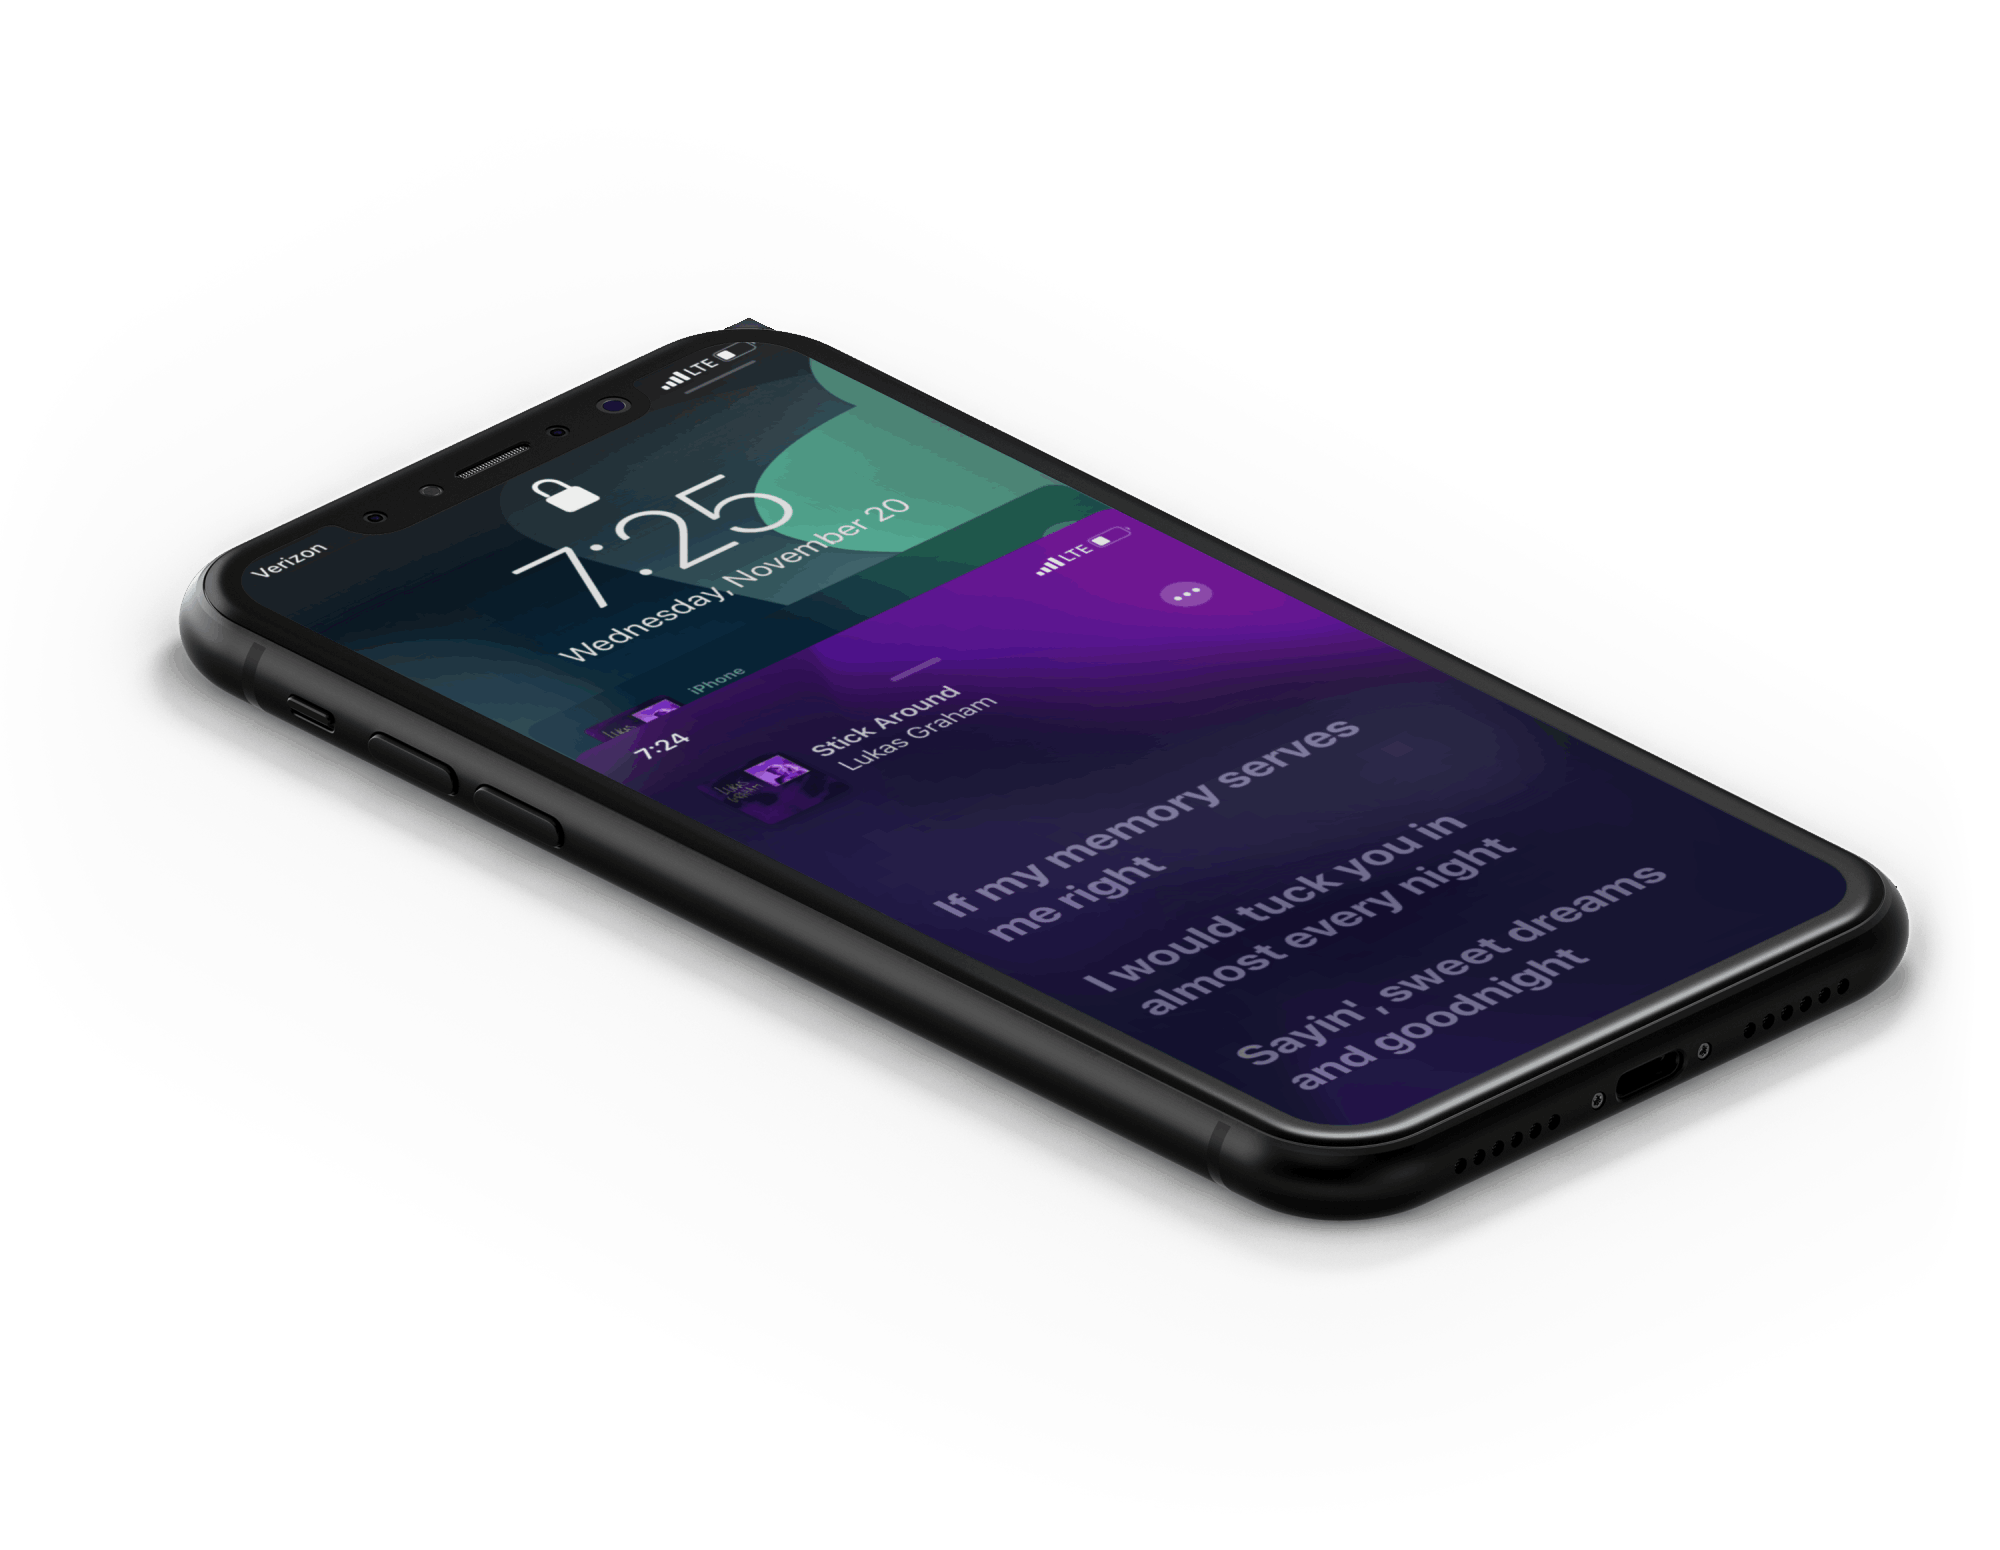 Verizon
LTE
7:25
Wednesday, November 20
iPhone
7:24
LTE
Stick Around
Lukas Graham
If my memory serves
me right
I would tuck you in
almost every night
Sayin', sweet dreams
and goodnight